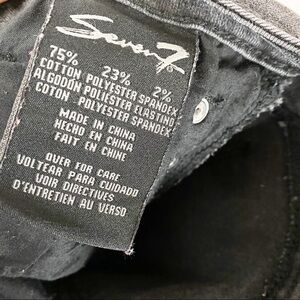 Seven7
75% 23% 2%
COTTON POLYESTER SPANDEX
ALGODON POLIESTER ELASTINO
COTON POLYESTER SPANDEX
MADE IN CHINA
HECHO EN CHINA
FAIT EN CHINE
OVER FOR CARE
VOLTEAR PARA CUIDADO
VOIR DIRECTIVES
D'ENTRETIEN AU VERSO